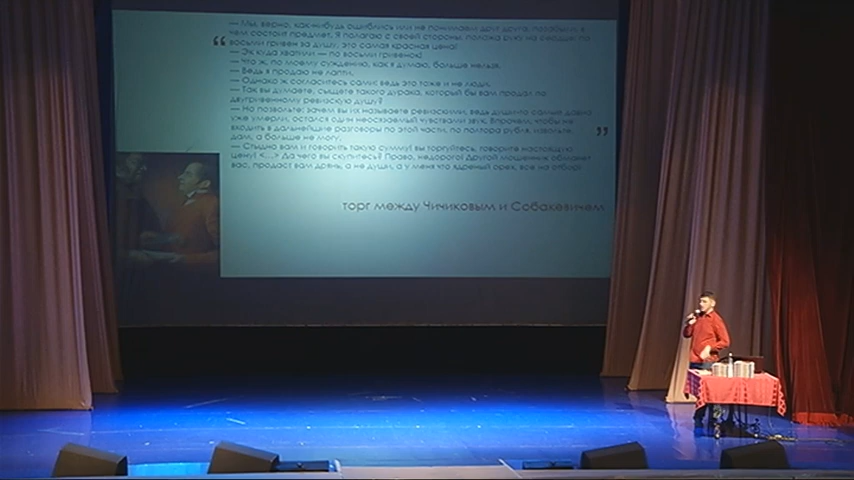 — Мы, верно, как-нибудь ошиблись или не понимаем друг друга, позабыли, в
чем состоит предмет. Я полагаю с своей стороны, положа руку на сердце: по
“ восьми гривен за душу, это самая красная цена!
— Эк куда хватили — по восьми гривенок!
— Что ж, по моему суждению, как я думаю, больше нельзя.
— Ведь я продаю не лапти.
— Однако ж согласитесь сами: ведь это тоже и не люди.
— Так вы думаете, сыщете такого дурака, который бы вам продал по
двугривенному ревизскую душу?
— Но позвольте: зачем вы их называете ревизскими, ведь души-то самые давно
уже умерли, остался один неосязаемый чувствами звук. Впрочем, чтобы не
входить в дальнейшие разговоры по этой части, по полтора рубля, извольте,
дам, а больше не могу. ”
— Стыдно вам и говорить такую сумму! вы торгуйтесь, говорите настоящую
цену! <...> Да чего вы скупитесь? Право, недорого! Другой мошенник обманет
вас, продаст вам дрянь, а не души, а у меня что ядреный орех, все на отбор:
торг между Чичиковым и Собакевичем